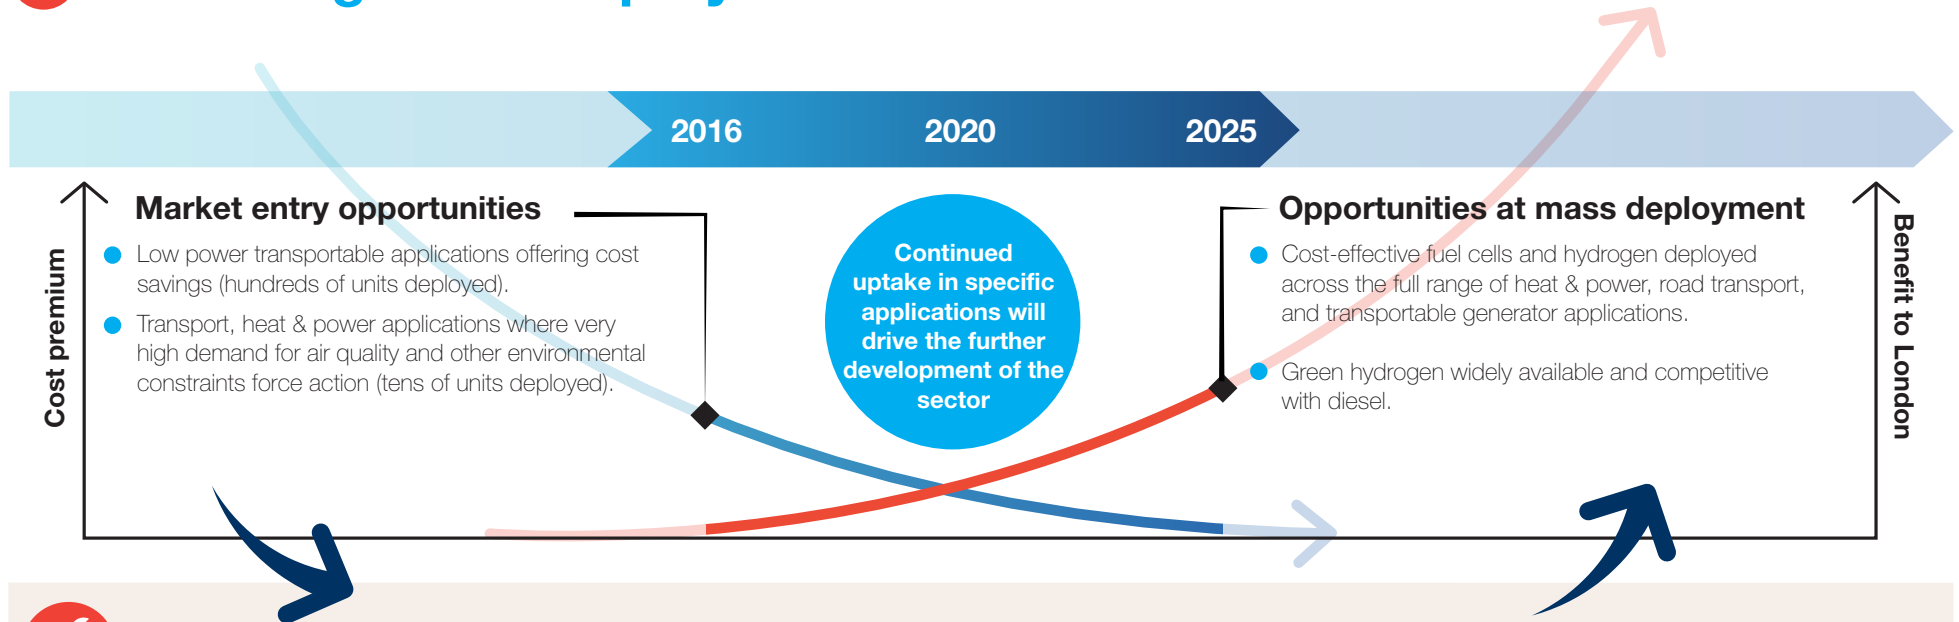 2016
2020
2025
Market entry opportunities
Low power transportable applications offering cost
savings (hundreds of units deployed).
Transport, heat & power applications where very
high demand for air quality and other environmental
constraints force action (tens of units deployed).
Cost premium
Continued
uptake in specific
applications will
drive the further
development of the
sector
Opportunities at mass deployment
Cost-effective fuel cells and hydrogen deployed
across the full range of heat & power, road transport,
and transportable generator applications.
Green hydrogen widely available and competitive
with diesel.
Benefit to London